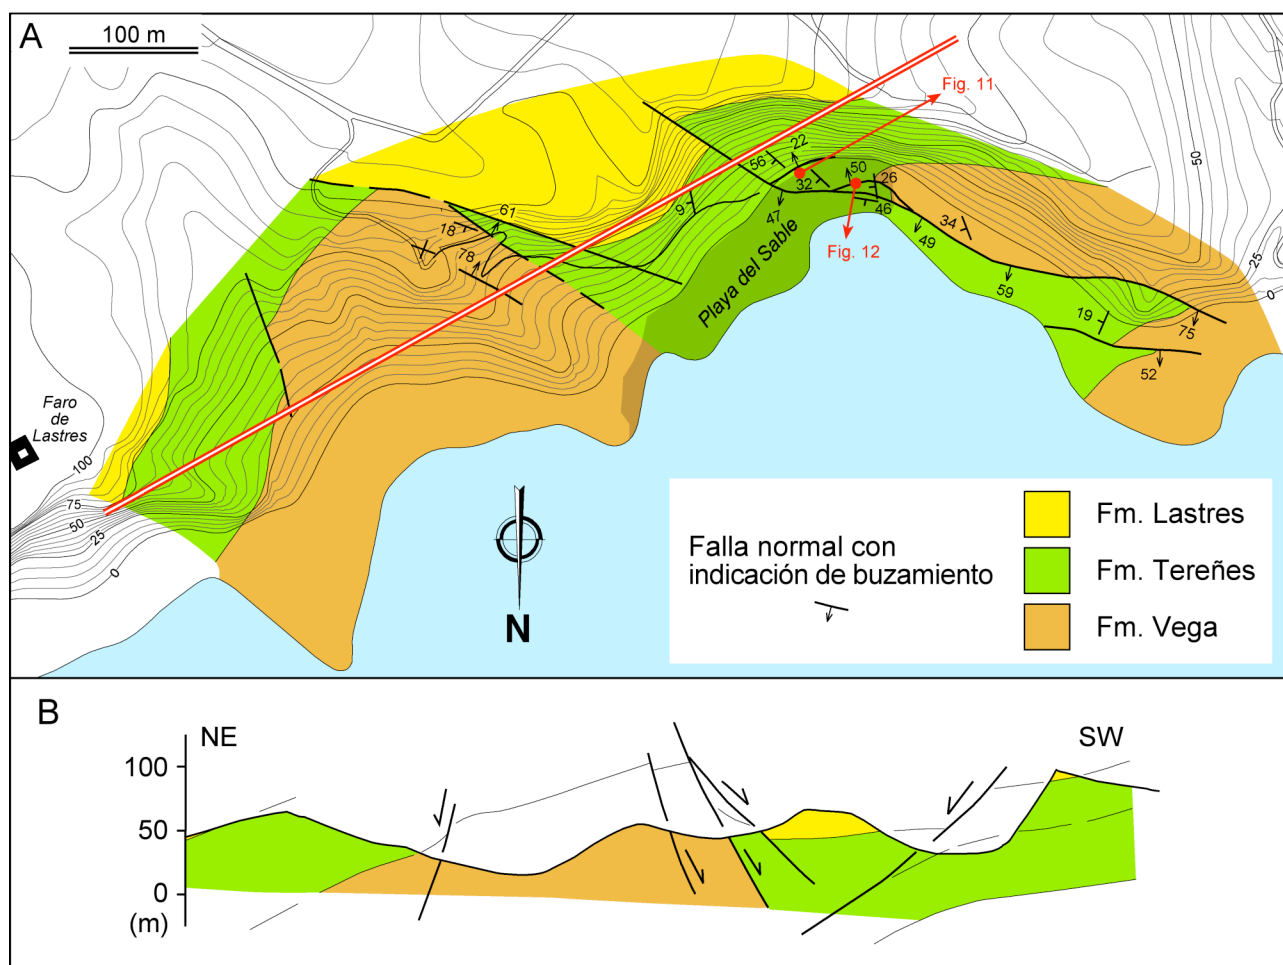 A
100 m
Fig. 11
50
22
56
50
32
26
61
9
46
18
47
34
49
Playa del Sable
78
Fig. 12
25
59
0
19
75
52
Faro
de
Lastres
100
75
50
25
0
N
Falla normal con
indicación de buzamiento
Fm. Lastres
Fm. Tereñes
Fm. Vega
B
NE
SW
100
50
0
(m)